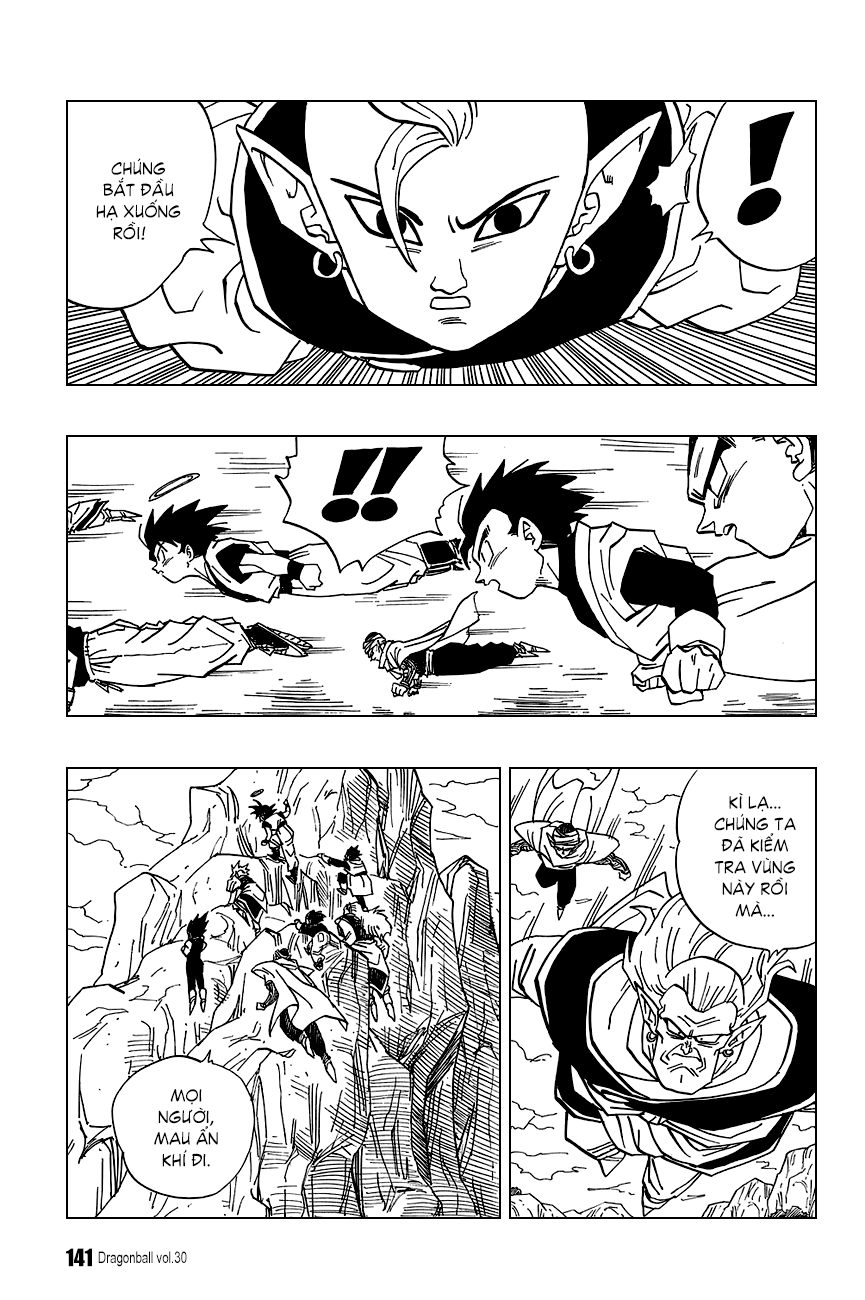 CHÚNG
BẮT ĐẦU
HẠ XUỐNG
RỒI!
!
!!
KÌ LẠ...
CHÚNG TA
ĐÃ KIỂM
TRA VÙNG
NÀY RỒI
MÀ...
MỌI
NGƯỜI,
MAU ẨN
KHÍ ĐI.
141 Dragonball vol.30